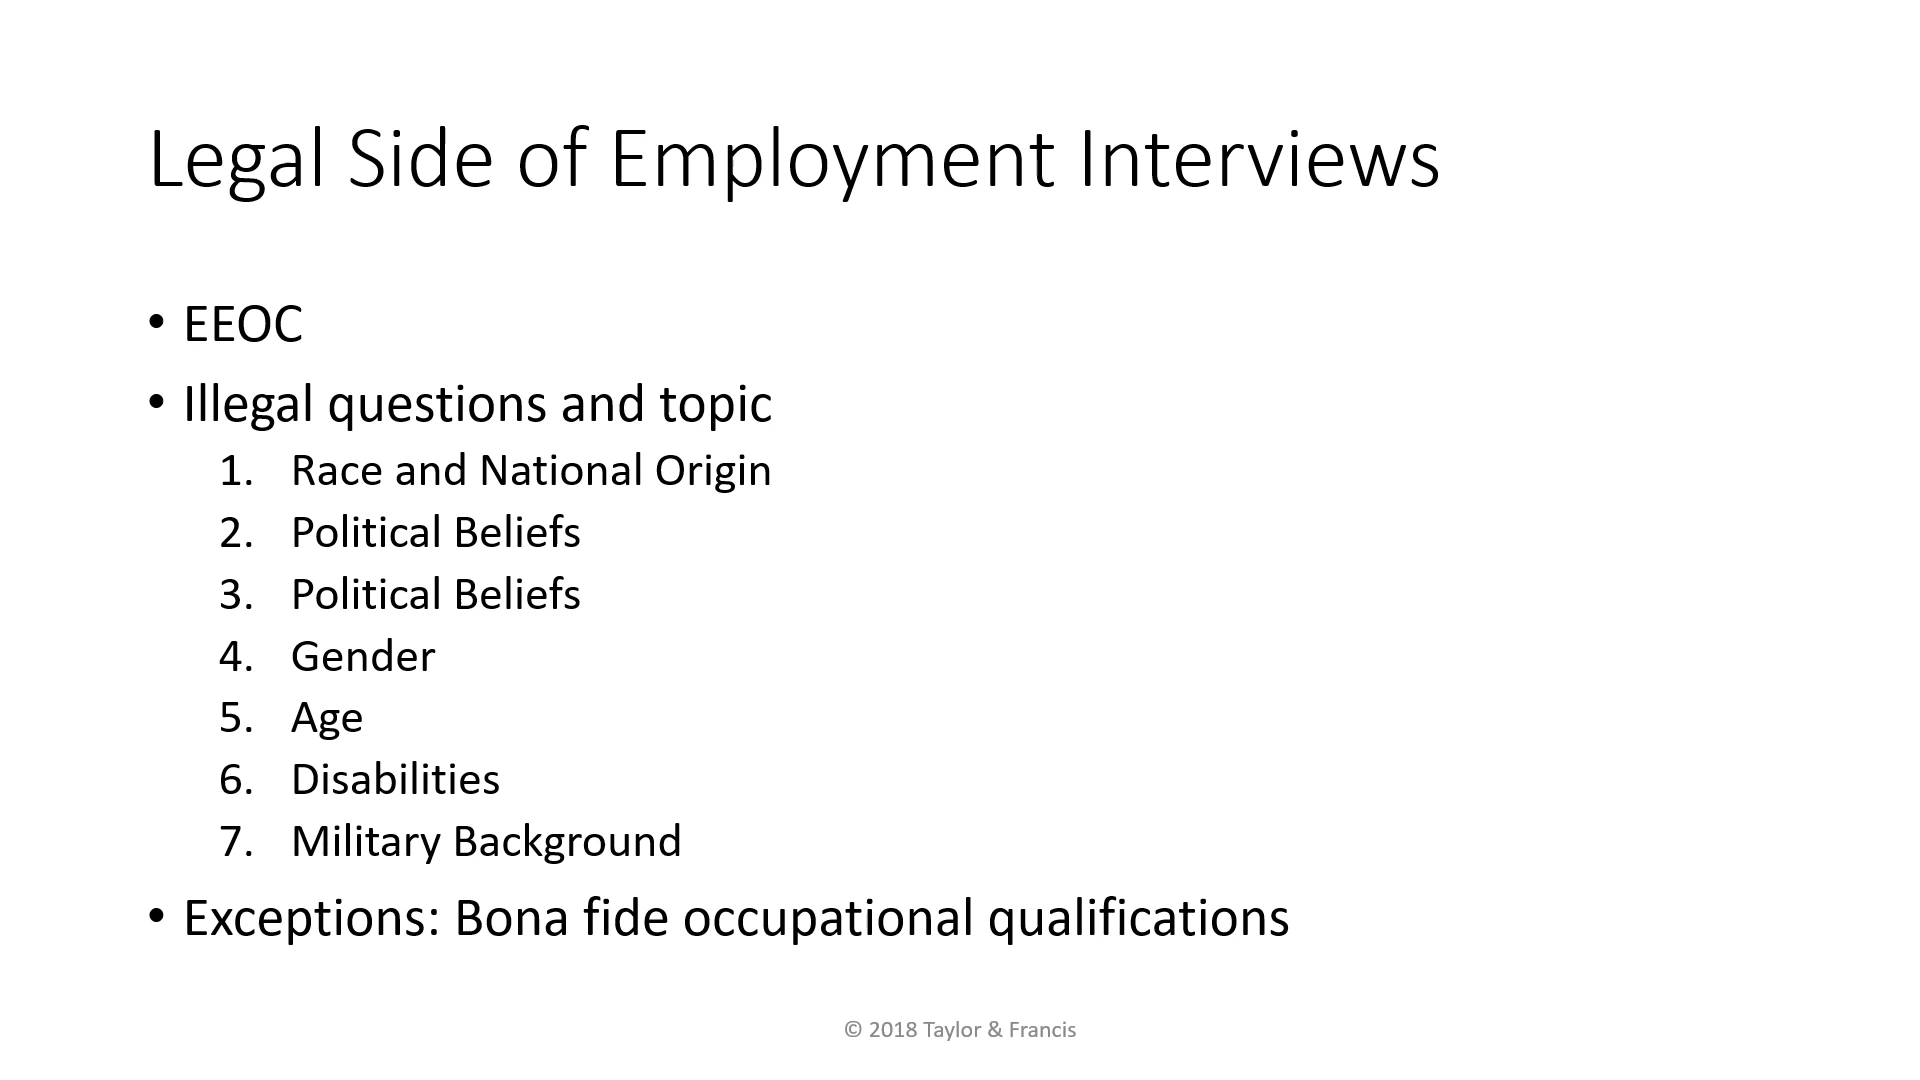 Legal Side of Employment Interviews
• EEOC
• Illegal questions and topic
1. Race and National Origin
2. Political Beliefs
3. Political Beliefs
4. Gender
5. Age
6. Disabilities
7. Military Background
• Exceptions: Bona fide occupational qualifications
© 2018 Taylor & Francis